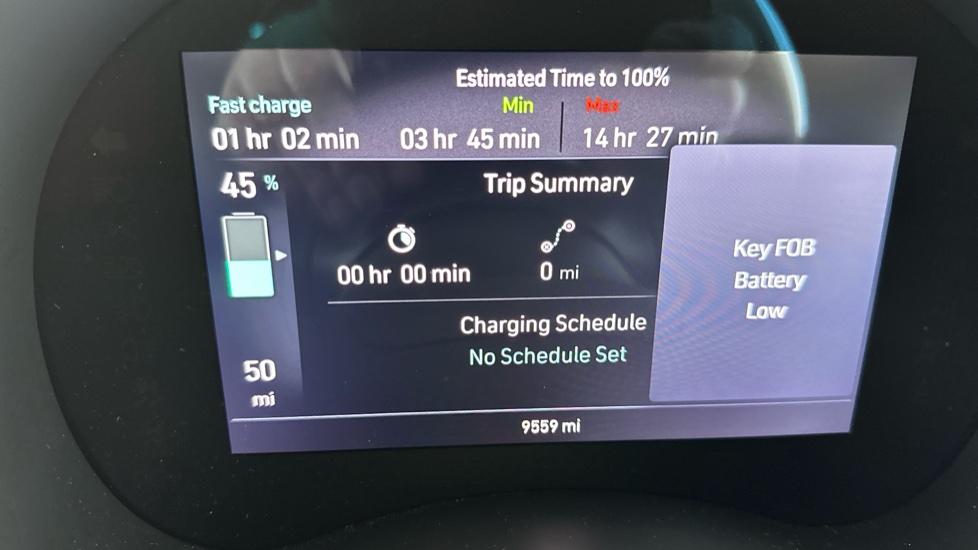 Estimated Time to 100%
Fast charge Min Max
01 hr 02 min 03 hr 45 min 14 hr 27 min
45 %
Trip Summary
00 hr 00 min 0 mi
Key FOB
Battery
Low
Charging Schedule
No Schedule Set
50
mi
9559 mi